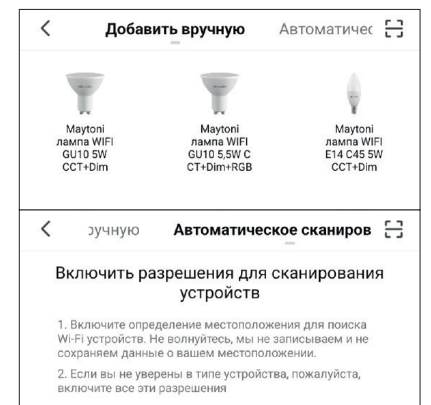 Добавить вручную Автоматичес
Maytoni
лампа WIFI
GU10 5W
CCT+Dim
Maytoni
лампа WIFI
GU10 5,5W C
CT+Dim+RGB
Maytoni
лампа WIFI
E14 C45 5W
CCT+Dim
ручную Автоматическое сканиров
Включить разрешения для сканирования
устройств
1. Включите определение местоположения для поиска
Wi-Fi устройств. Не волнуйтесь, мы не записываем и не
сохраняем данные о вашем местоположении.
2. Если вы не уверены в типе устройства, пожалуйста,
включите все эти разрешения